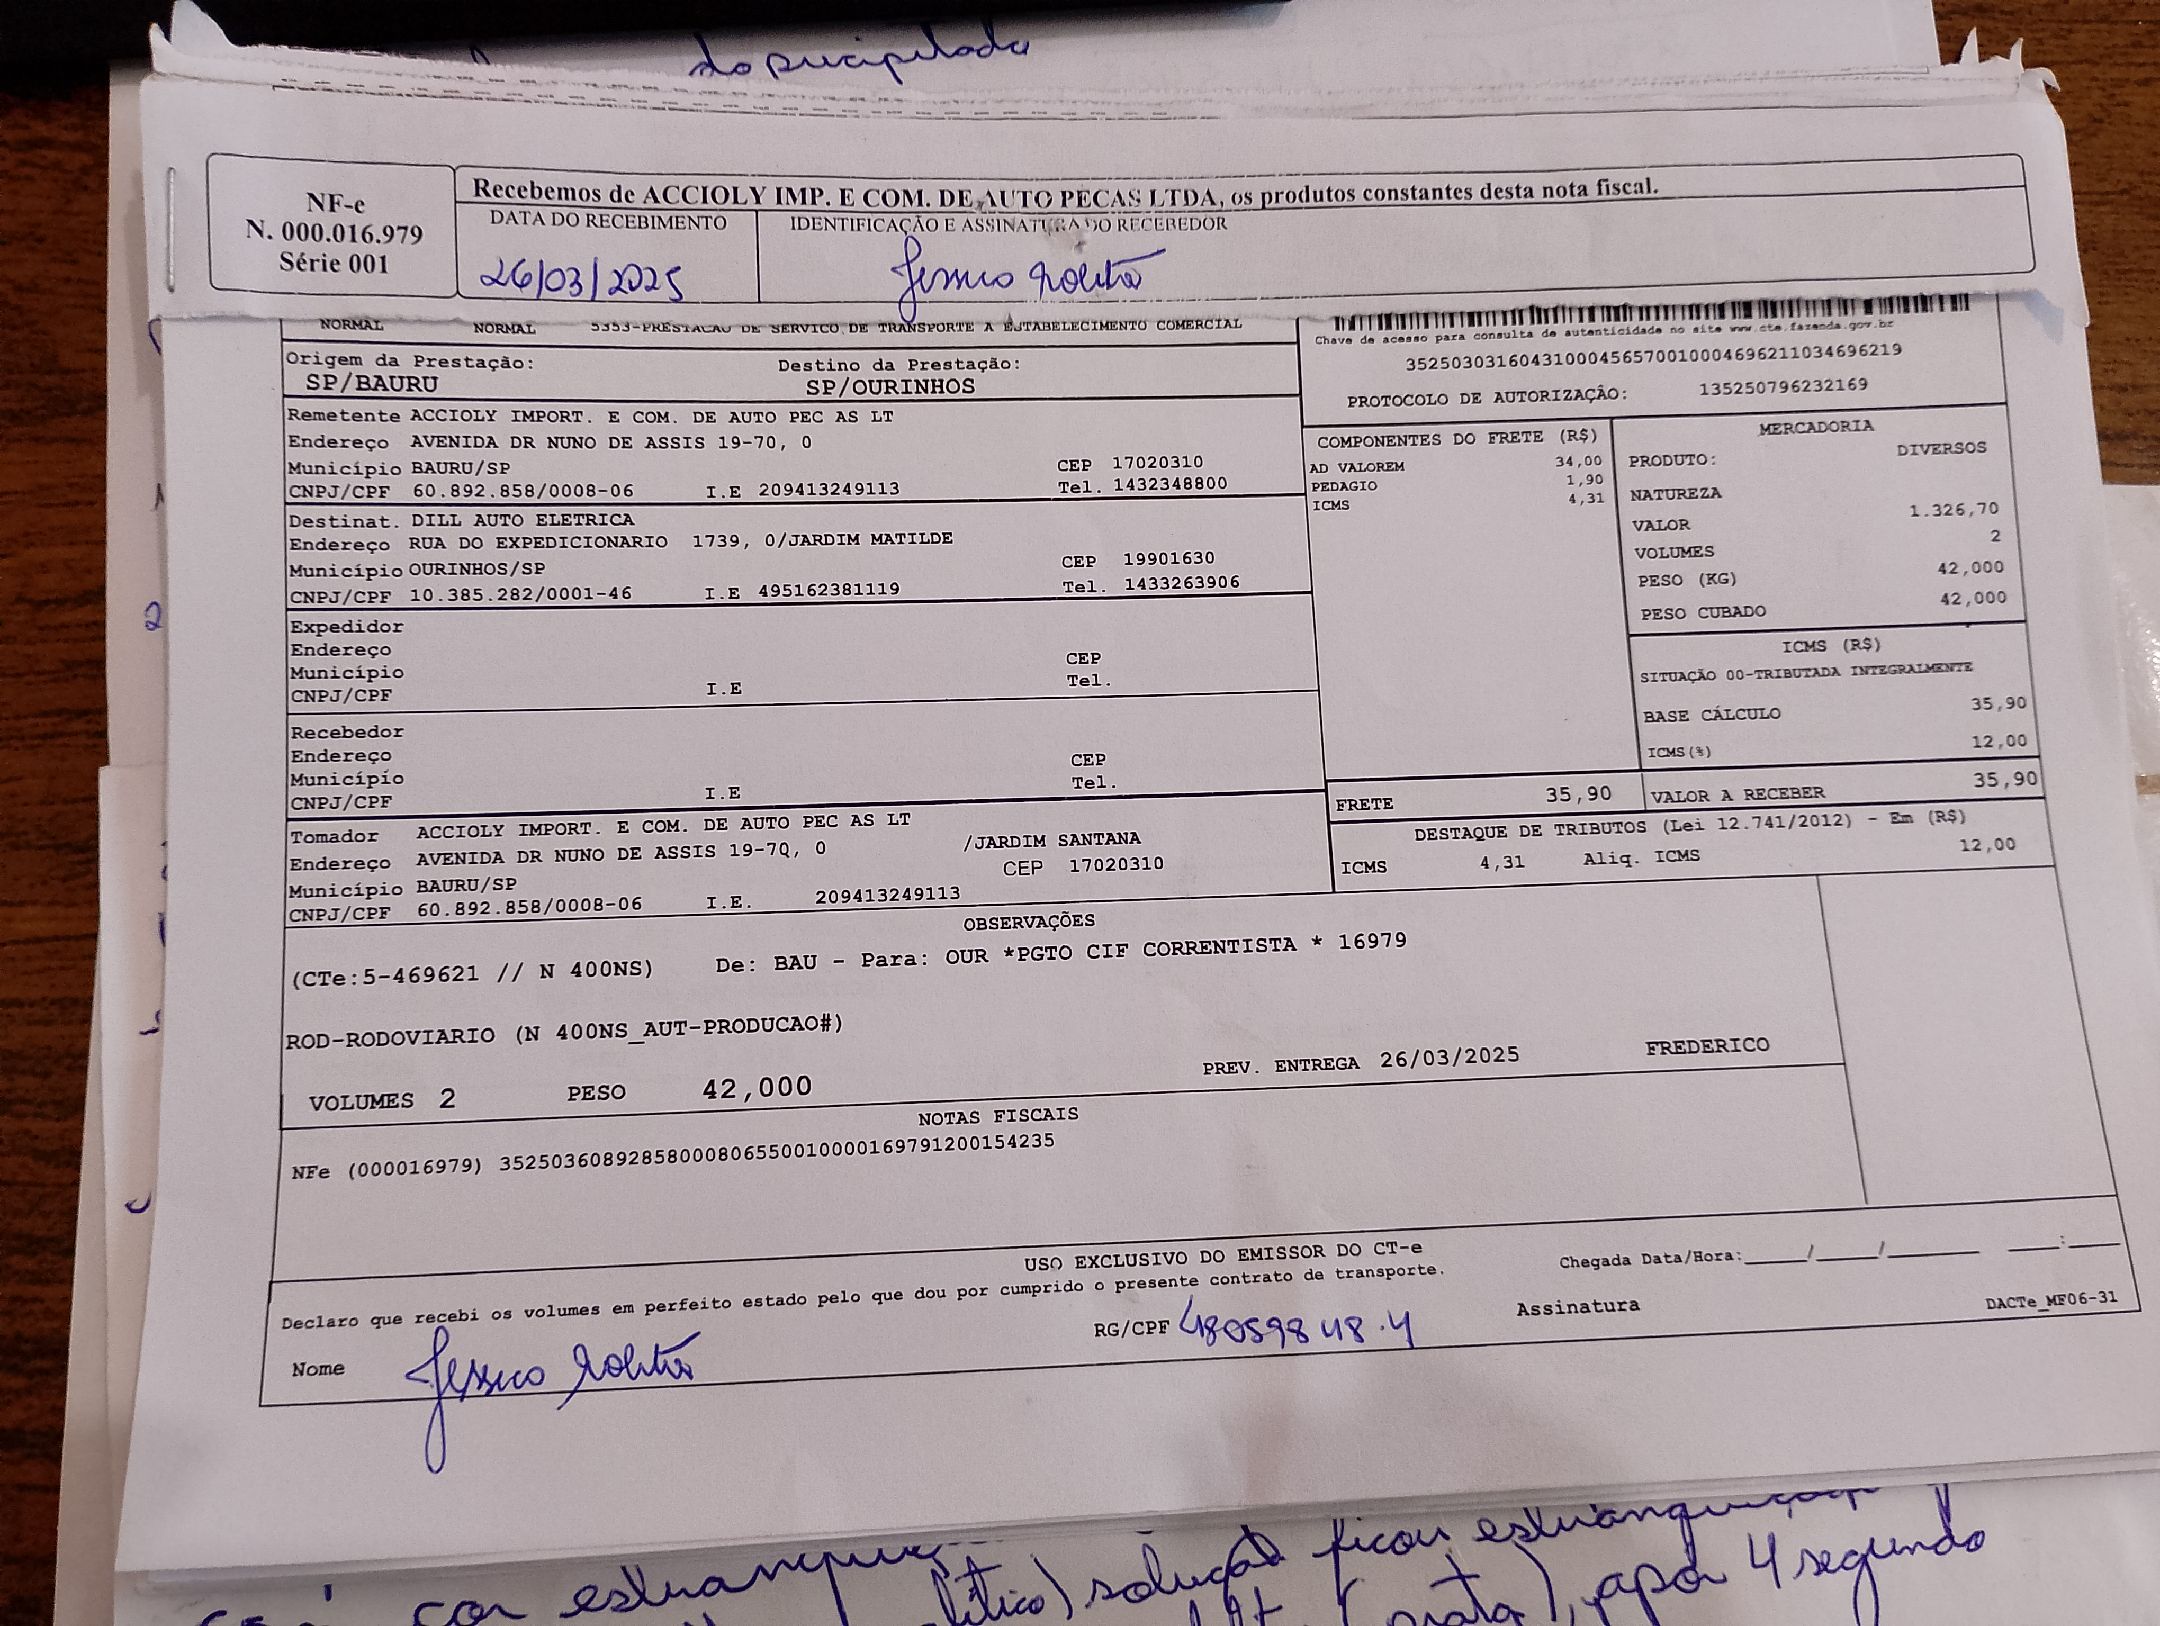 do precipitado
NF-e
N. 000.016.979
Série 001
Recebemos de ACCIOLY IMP. E COM. DE AUTO PECAS LTDA, os produtos constantes desta nota fiscal.
DATA DO RECEBIMENTO IDENTIFICAÇÃO E ASSINATURA DO RECEBEDOR
26/03/2025
NORMAL NORMAL 5353-PRESTACAO DE SERVICO DE TRANSPORTE A ESTABELECIMENTO COMERCIAL
Chave de acesso para consulta de autenticidade no site www.cte.fazenda.gov.br
35250303160431000456570010004696211034696219
PROTOCOLO DE AUTORIZAÇÃO: 135250796232169
Origem da Prestação: Destino da Prestação:
SP/BAURU SP/OURINHOS
Remetente ACCIOLY IMPORT. E COM. DE AUTO PEC AS LT
Endereço AVENIDA DR NUNO DE ASSIS 19-70, 0
Município BAURU/SP CEP 17020310
CNPJ/CPF 60.892.858/0008-06 I.E 209413249113 Tel. 1432348800
Destinat. DILL AUTO ELETRICA
Endereço RUA DO EXPEDICIONARIO 1739, 0/JARDIM MATILDE
Município OURINHOS/SP CEP 19901630
CNPJ/CPF 10.385.282/0001-46 I.E 495162381119 Tel. 1433263906
Expedidor
Endereço
Município CEP
CNPJ/CPF I.E Tel.
Recebedor
Endereço
Município CEP
CNPJ/CPF I.E Tel.
Tomador ACCIOLY IMPORT. E COM. DE AUTO PEC AS LT
Endereço AVENIDA DR NUNO DE ASSIS 19-70, 0 /JARDIM SANTANA
Município BAURU/SP CEP 17020310
CNPJ/CPF 60.892.858/0008-06 I.E. 209413249113
COMPONENTES DO FRETE (R$)
AD VALOREM 34,00
PEDAGIO 1,90
ICMS 4,31
MERCADORIA
PRODUTO: DIVERSOS
NATUREZA
VALOR 1.326,70
VOLUMES 2
PESO (KG) 42,000
PESO CUBADO 42,000
ICMS (R$)
SITUAÇÃO 00-TRIBUTADA INTEGRALMENTE
BASE CÁLCULO 35,90
ICMS(%) 12,00
FRETE 35,90 VALOR A RECEBER 35,90
DESTAQUE DE TRIBUTOS (Lei 12.741/2012) - Em (R$)
ICMS 4,31 Aliq. ICMS 12,00
OBSERVAÇÕES
(CTe:5-469621 // N 400NS) De: BAU - Para: OUR *PGTO CIF CORRENTISTA * 16979
ROD-RODOVIARIO (N 400NS_AUT-PRODUCAO#)
VOLUMES 2 PESO 42,000 PREV. ENTREGA 26/03/2025 FREDERICO
NOTAS FISCAIS
NFe (000016979) 35250360892858000806550010000169791200154235
USO EXCLUSIVO DO EMISSOR DO CT-e
Declaro que recebi os volumes em perfeito estado pelo que dou por cumprido o presente contrato de transporte.
Chegada Data/Hora:____/____/______ ___:___
Nome RG/CPF 48059848.4 Assinatura DACTe_MF06-31
solução ficou
cor
após 4 segundo